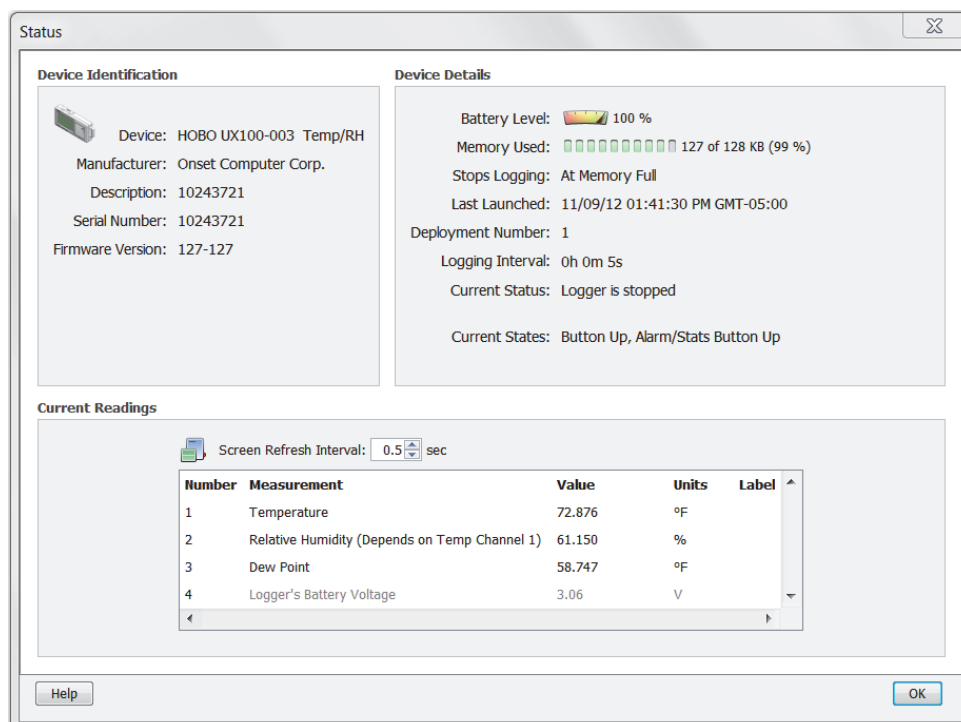 Status
Device Identification
Device: HOBO UX100-003 Temp/RH
Manufacturer: Onset Computer Corp.
Description: 10243721
Serial Number: 10243721
Firmware Version: 127-127
Device Details
Battery Level: 100 %
Memory Used: 127 of 128 KB (99 %)
Stops Logging: At Memory Full
Last Launched: 11/09/12 01:41:30 PM GMT-05:00
Deployment Number: 1
Logging Interval: 0h 0m 5s
Current Status: Logger is stopped
Current States: Button Up, Alarm/Stats Button Up
Current Readings
Screen Refresh Interval: 0.5 sec
Number Measurement Value Units Label
1 Temperature 72.876 ºF
2 Relative Humidity (Depends on Temp Channel 1) 61.150 %
3 Dew Point 58.747 ºF
4 Logger's Battery Voltage 3.06 V
Help OK